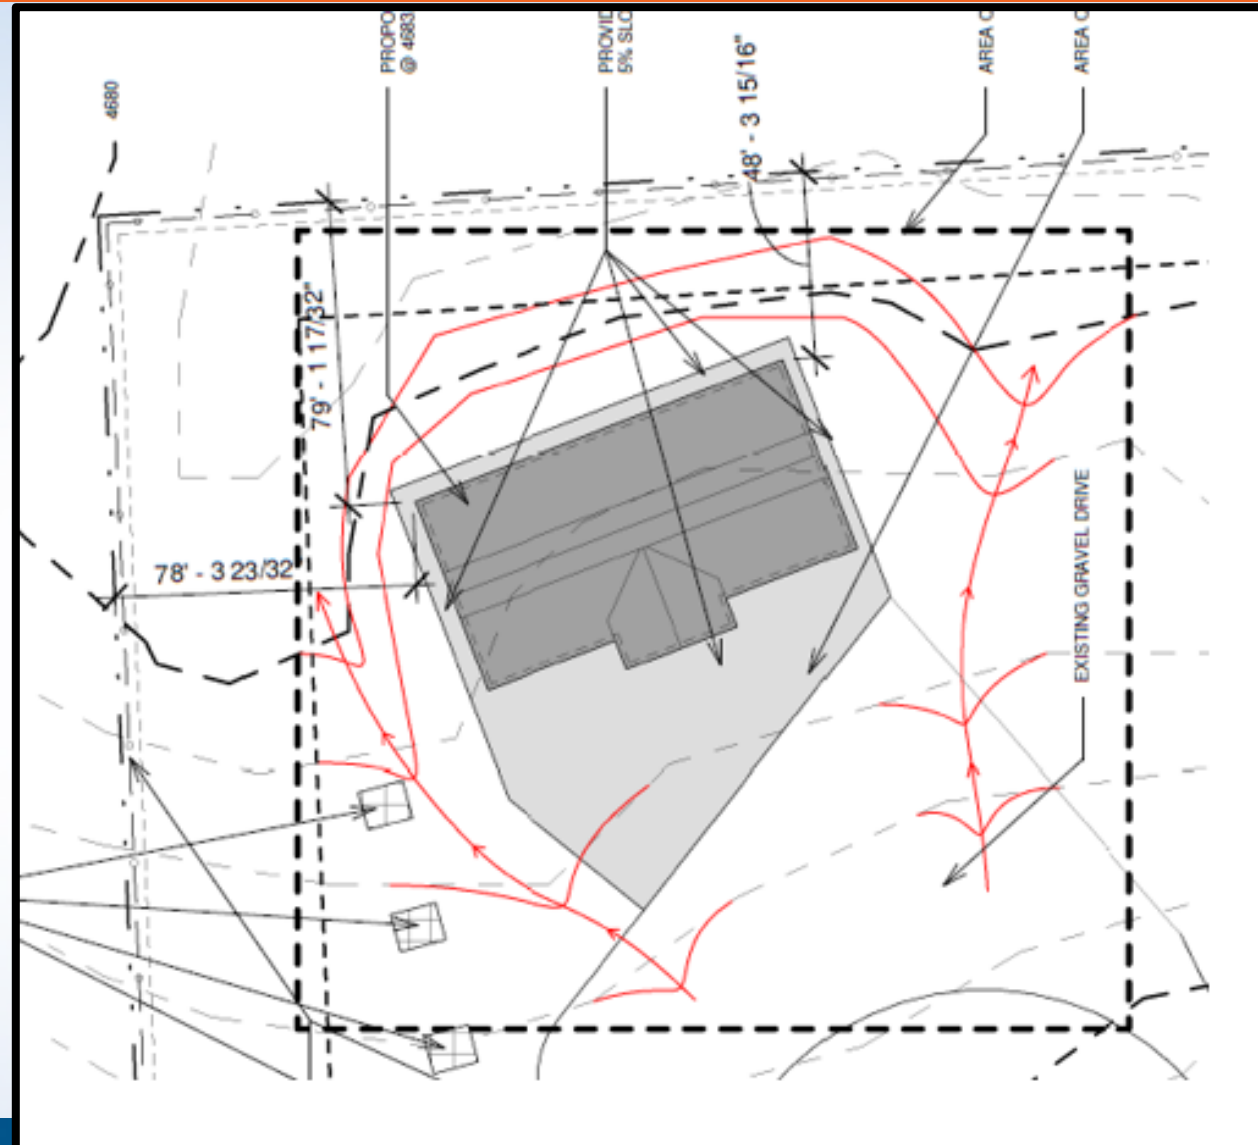 4680
PROPO
@ 4683
PROVID
5% SLO
48' - 3 15/16"
AREA O
AREA O
79' - 1 17/32"
78' - 3 23/32"
EXISTING GRAVEL DRIVE